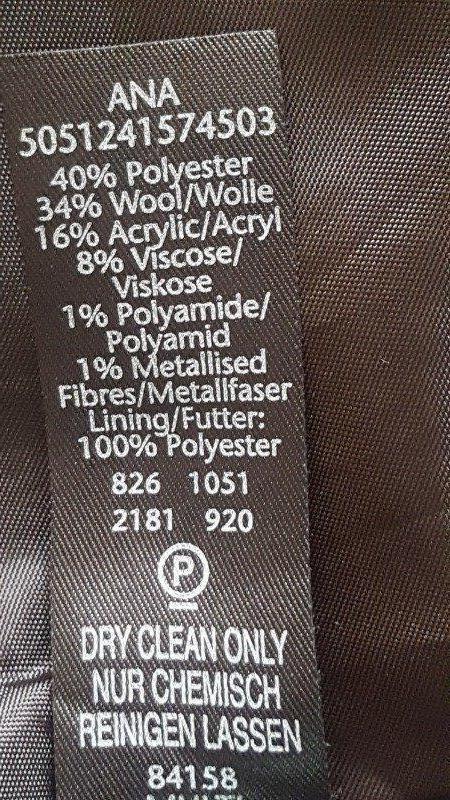 ANA
5051241574503
40% Polyester
34% Wool/Wolle
16% Acrylic/Acryl
8% Viscose/
Viskose
1% Polyamide/
Polyamid
1% Metallised
Fibres/Metallfaser
Lining/Futter:
100% Polyester
826 1051
2181 920
P
DRY CLEAN ONLY
NUR CHEMISCH
REINIGEN LASSEN
84158